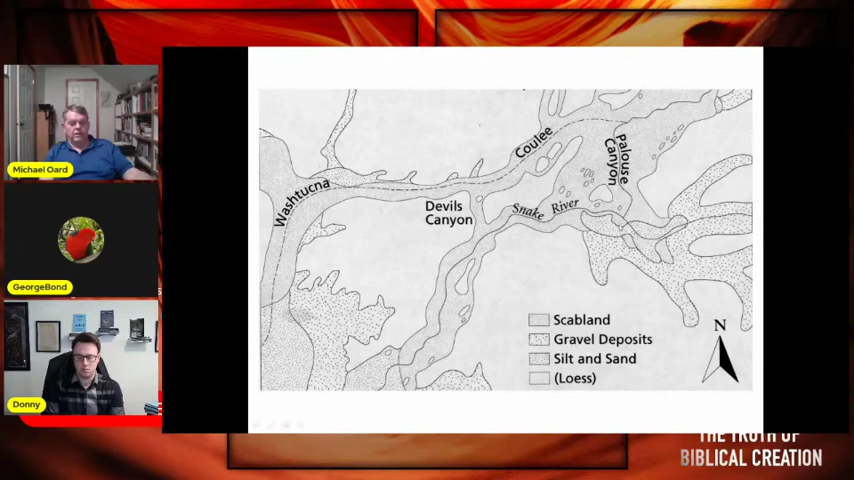 Michael Oard
GeorgeBond
Donny
Washtucna
Coulee
Palouse
Canyon
Devils
Canyon
Snake River
Scabland
Gravel Deposits
Silt and Sand
(Loess)
N
THE TRUTH OF
BIBLICAL CREATION